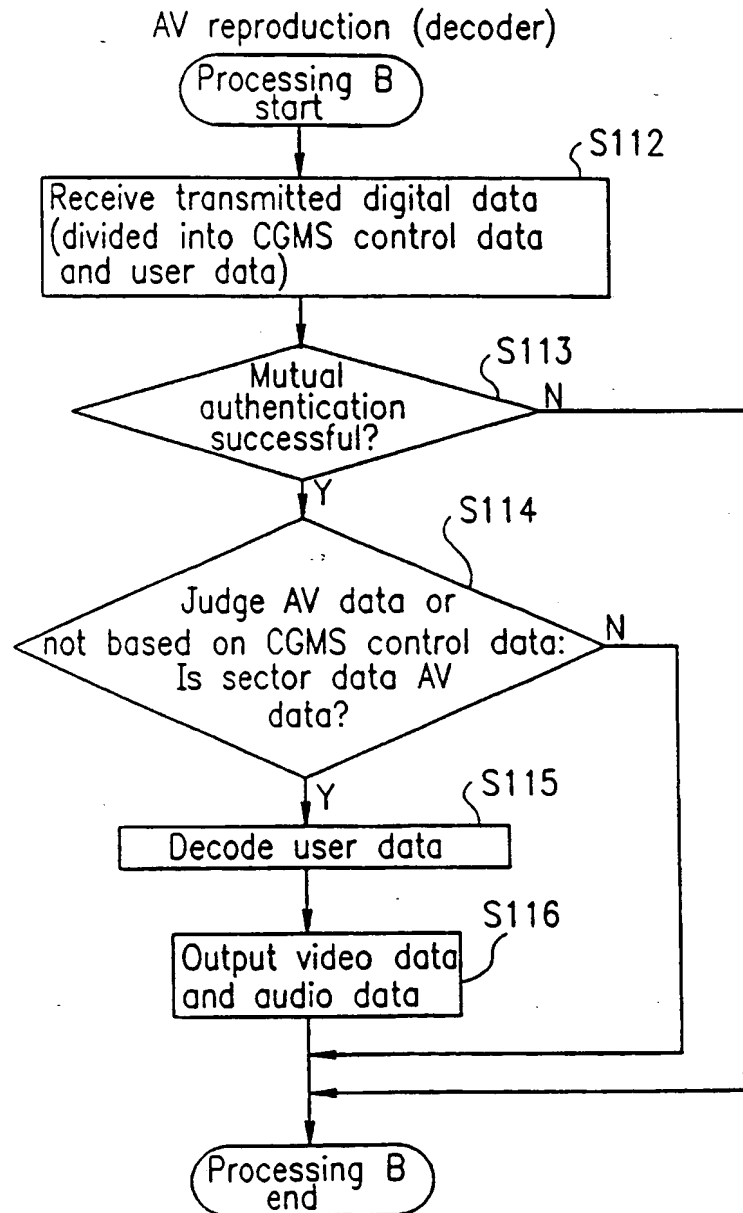 AV reproduction (decoder)
Processing B
start
S112
Receive transmitted digital data
(divided into CGMS control data
and user data)
S113
Mutual
authentication
successful?
N
Y
S114
Judge AV data or
not based on CGMS control data:
Is sector data AV
data?
N
Y
S115
Decode user data
S116
Output video data
and audio data
Processing B
end